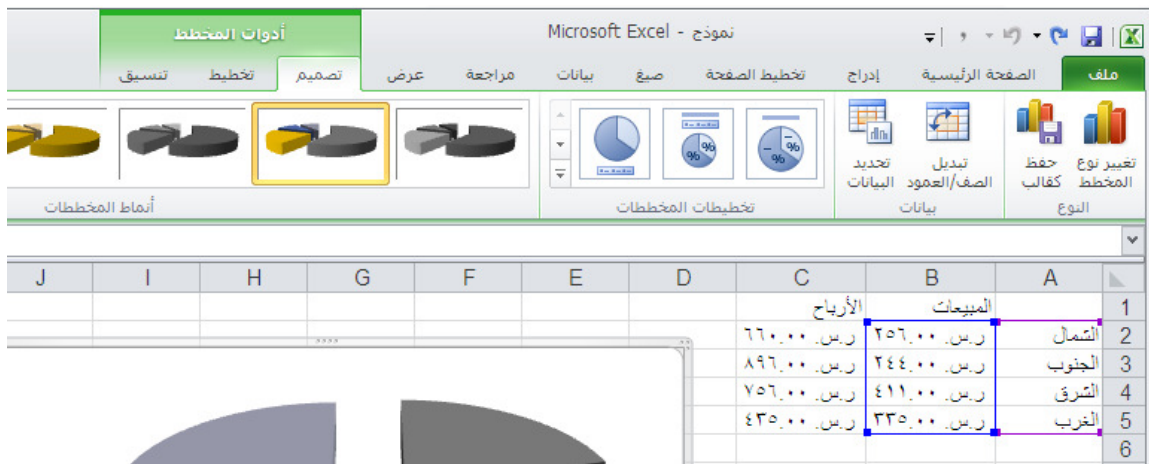 نموذج - Microsoft Excel
أدوات المخطط
ملف الصفحة الرئيسية إدراج تخطيط الصفحة صيغ بيانات مراجعة عرض تصميم تخطيط تنسيق
تغيير نوع المخطط
حفظ كقالب
تبديل الصف/العمود
تحديد البيانات
النوع بيانات تخطيطات المخططات أنماط المخططات
A B C D E F G H I J
1 المبيعات الأرباح
2 الشمال ر.س. ٢٥٦.٠٠ ر.س. ٦٦٠.٠٠
3 الجنوب ر.س. ٢٤٤.٠٠ ر.س. ٨٩٦.٠٠
4 الشرق ر.س. ٤١١.٠٠ ر.س. ٧٥٦.٠٠
5 الغرب ر.س. ٣٣٥.٠٠ ر.س. ٤٣٥.٠٠
6